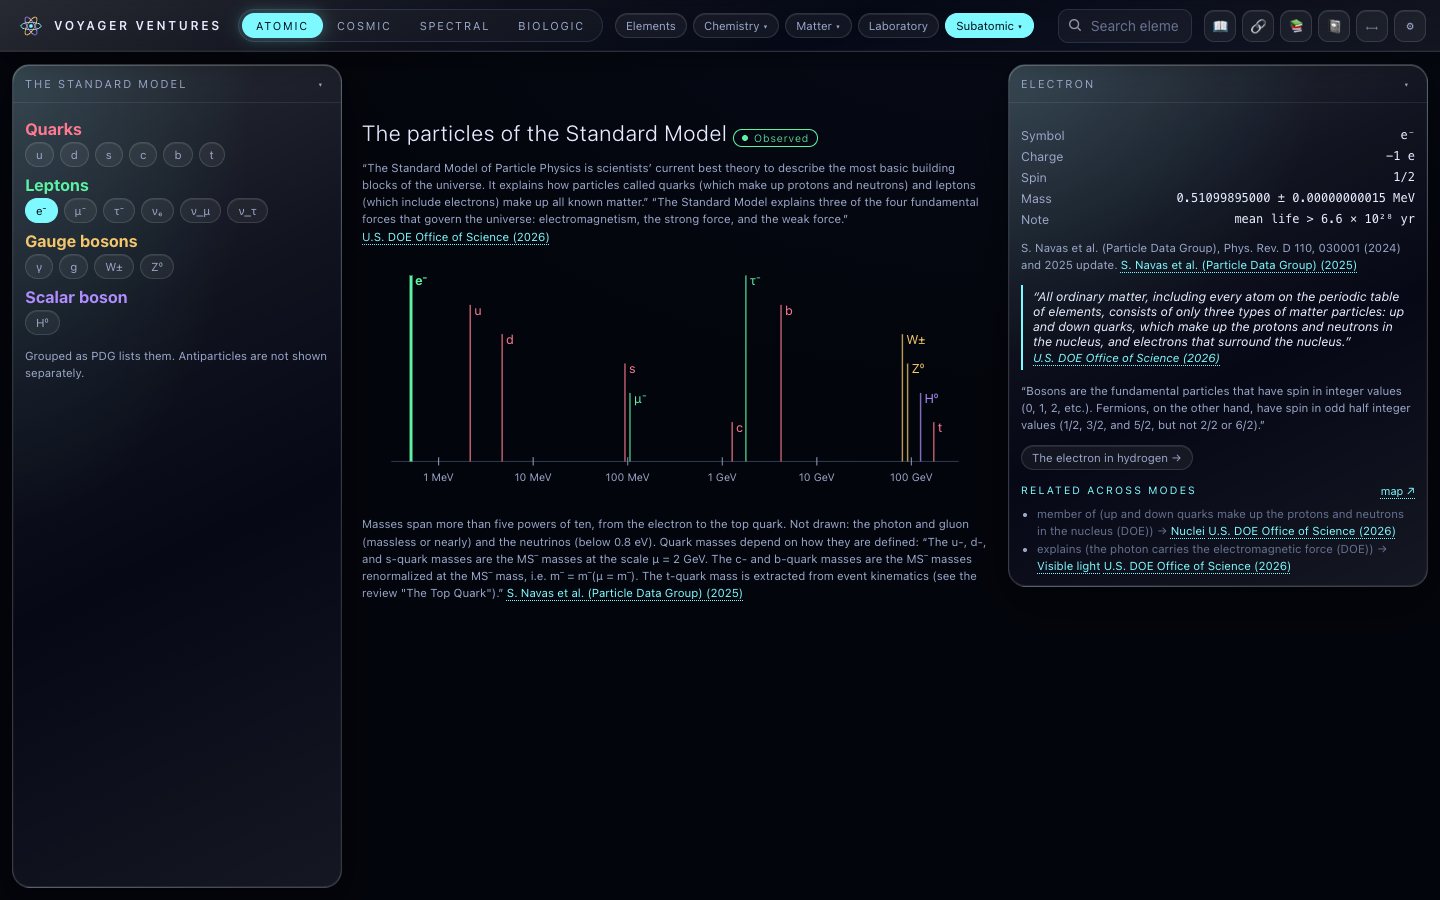 VOYAGER VENTURES
ATOMIC COSMIC SPECTRAL BIOLOGIC
Elements Chemistry Matter Laboratory Subatomic
Search eleme
THE STANDARD MODEL
Quarks
u d s c b t
Leptons
e⁻ μ⁻ τ⁻ νₑ ν_μ ν_τ
Gauge bosons
γ g W± Z⁰
Scalar boson
H⁰
Grouped as PDG lists them. Antiparticles are not shown
separately.
The particles of the Standard Model Observed
“The Standard Model of Particle Physics is scientists’ current best theory to describe the most basic building
blocks of the universe. It explains how particles called quarks (which make up protons and neutrons) and leptons
(which include electrons) make up all known matter.” “The Standard Model explains three of the four fundamental
forces that govern the universe: electromagnetism, the strong force, and the weak force.”
U.S. DOE Office of Science (2026)
e⁻
τ⁻
u
b
d
W±
s
Z⁰
μ⁻
H⁰
c
t
1 MeV 10 MeV 100 MeV 1 GeV 10 GeV 100 GeV
Masses span more than five powers of ten, from the electron to the top quark. Not drawn: the photon and gluon
(massless or nearly) and the neutrinos (below 0.8 eV). Quark masses depend on how they are defined: “The u-, d-,
and s-quark masses are the MS‾ masses at the scale μ = 2 GeV. The c- and b-quark masses are the MS‾ masses
renormalized at the MS‾ mass, i.e. m‾ = m‾(μ = m‾). The t-quark mass is extracted from event kinematics (see the
review "The Top Quark").” S. Navas et al. (Particle Data Group) (2025)
ELECTRON
Symbol e⁻
Charge −1 e
Spin 1/2
Mass 0.51099895000 ± 0.00000000015 MeV
Note mean life > 6.6 × 10²⁸ yr
S. Navas et al. (Particle Data Group), Phys. Rev. D 110, 030001 (2024)
and 2025 update. S. Navas et al. (Particle Data Group) (2025)
“All ordinary matter, including every atom on the periodic table
of elements, consists of only three types of matter particles: up
and down quarks, which make up the protons and neutrons in
the nucleus, and electrons that surround the nucleus.”
U.S. DOE Office of Science (2026)
“Bosons are the fundamental particles that have spin in integer values
(0, 1, 2, etc.). Fermions, on the other hand, have spin in odd half integer
values (1/2, 3/2, and 5/2, but not 2/2 or 6/2).”
The electron in hydrogen →
RELATED ACROSS MODES map ↗
• member of (up and down quarks make up the protons and neutrons
in the nucleus (DOE)) → Nuclei U.S. DOE Office of Science (2026)
• explains (the photon carries the electromagnetic force (DOE)) →
Visible light U.S. DOE Office of Science (2026)